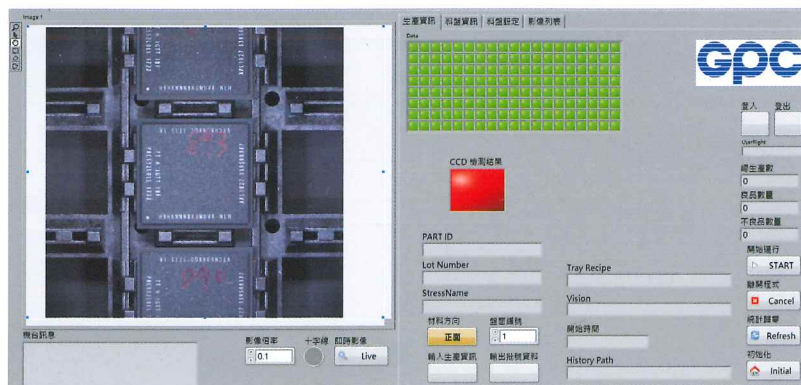 Image 1
生產資訊 料盤資訊 料盤設定 影像列表
Data
GPC
登入 登出
UserRight
CCD 檢測結果
總生產數
0
良品數量
0
不良品數量
0
PART ID
開始運行
START
Lot Number
Tray Recipe
離開程式
Cancel
StressName
Vision
統計歸零
Refresh
材料方向
正面
盤面編號
1
開始時間
初始化
Initial
機台訊息
影像倍率
0.1
十字線
即時影像
Live
輸入生產資訊
輸出批號資料
History Path